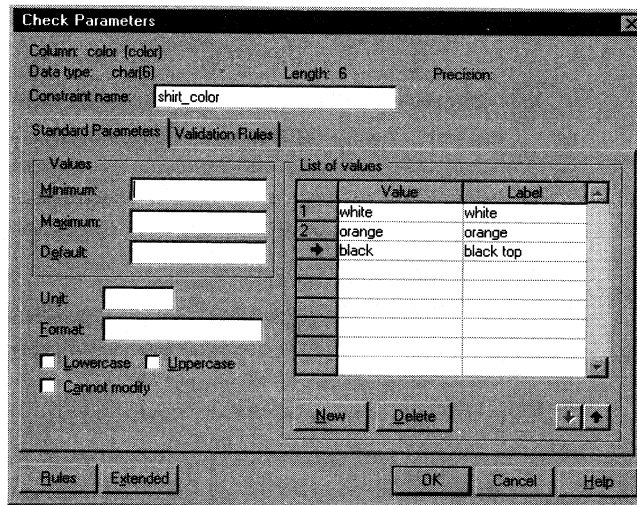 Check Parameters
Column: color (color)
Data type: char(6) Length: 6 Precision:
Constraint name: shirt_color
Standard Parameters Validation Rules
Values
Minimum:
Maximum:
Default:
Unit:
Format:
Lowercase Uppercase
Cannot modify
List of values
Value Label
1 white white
2 orange orange
black black top
New Delete
Rules Extended OK Cancel Help